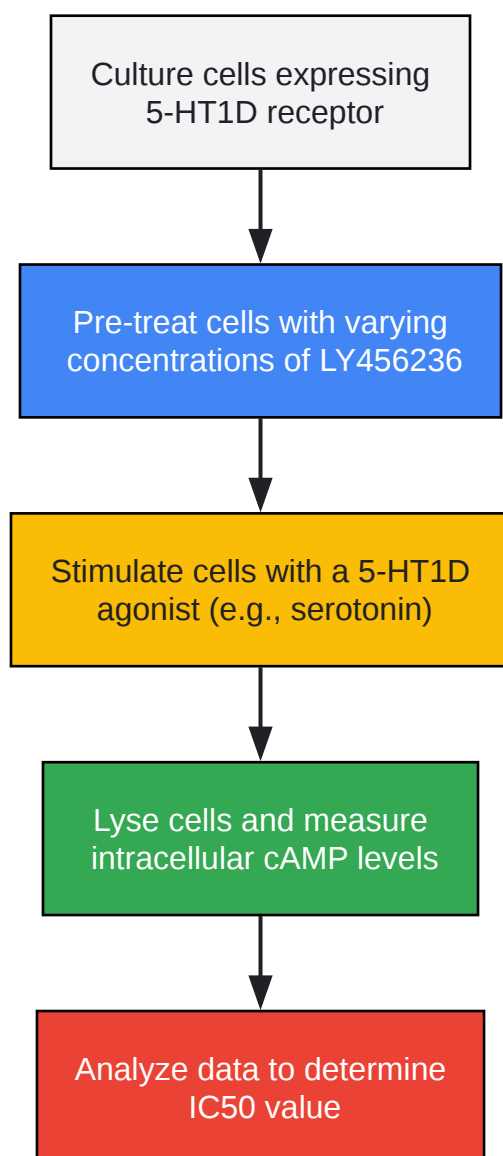 Culture cells expressing
5-HT1D receptor
Pre-treat cells with varying
concentrations of LY456236
Stimulate cells with a 5-HT1D
agonist (e.g., serotonin)
Lyse cells and measure
intracellular cAMP levels
Analyze data to determine
IC50 value